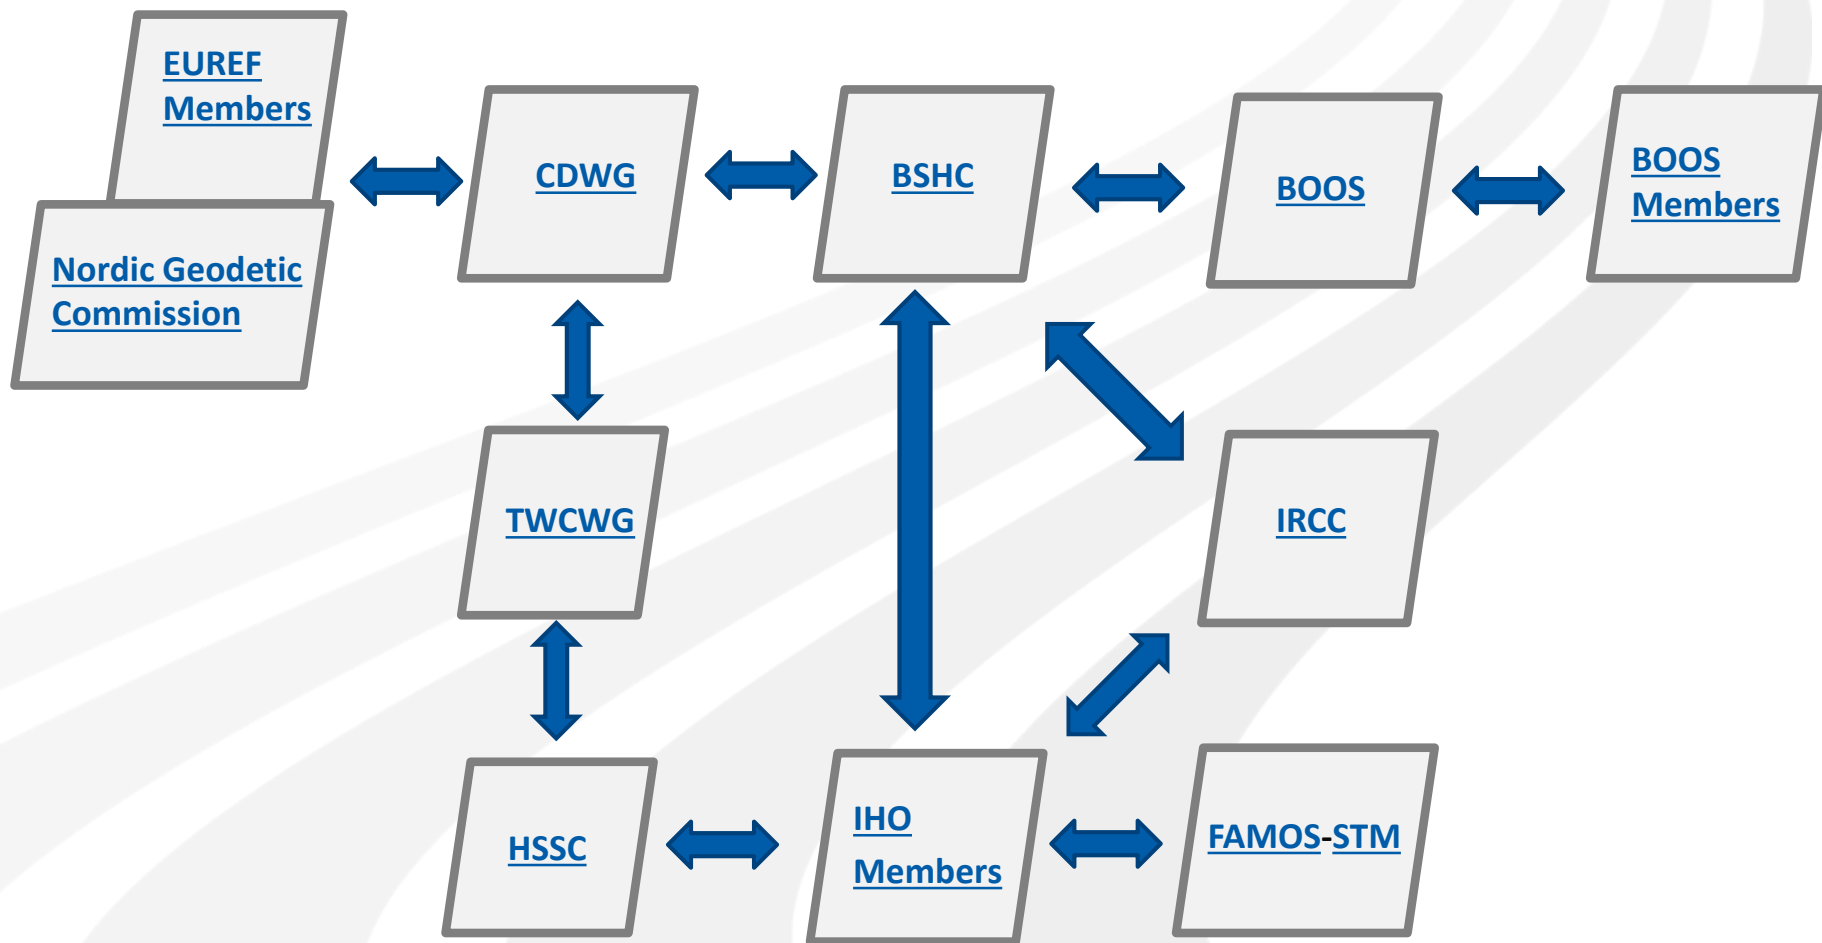 EUREF
Members
Nordic Geodetic
Commission
CDWG
BSHC
BOOS
BOOS
Members
TWCWG
IRCC
HSSC
IHO
Members
FAMOS-STM